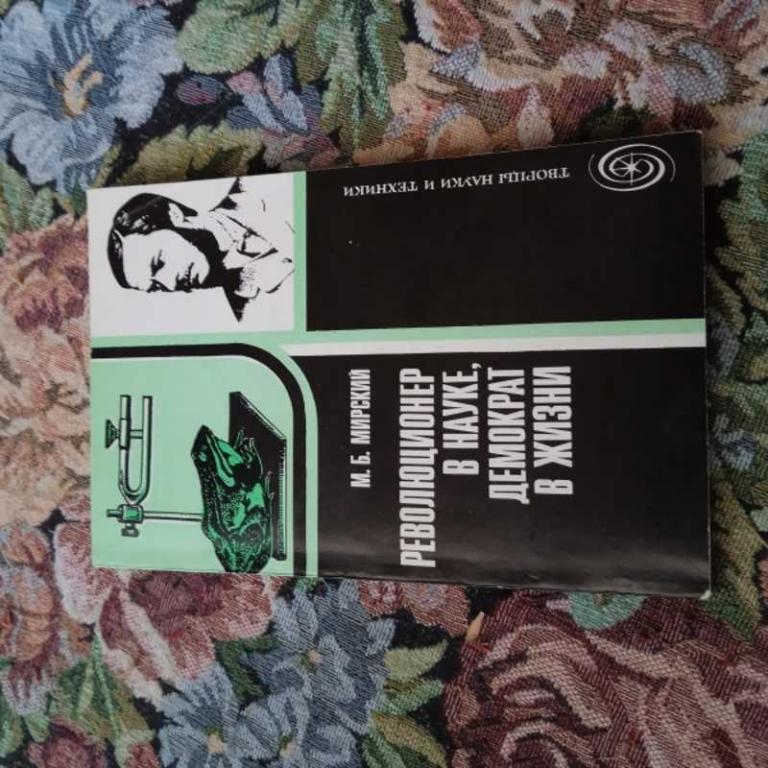 М. Б. МИРСКИЙ
РЕВОЛЮЦИОНЕР
В НАУКЕ,
ДЕМОКРАТ
В ЖИЗНИ
ТВОРЦЫ НАУКИ И ТЕХНИКИ